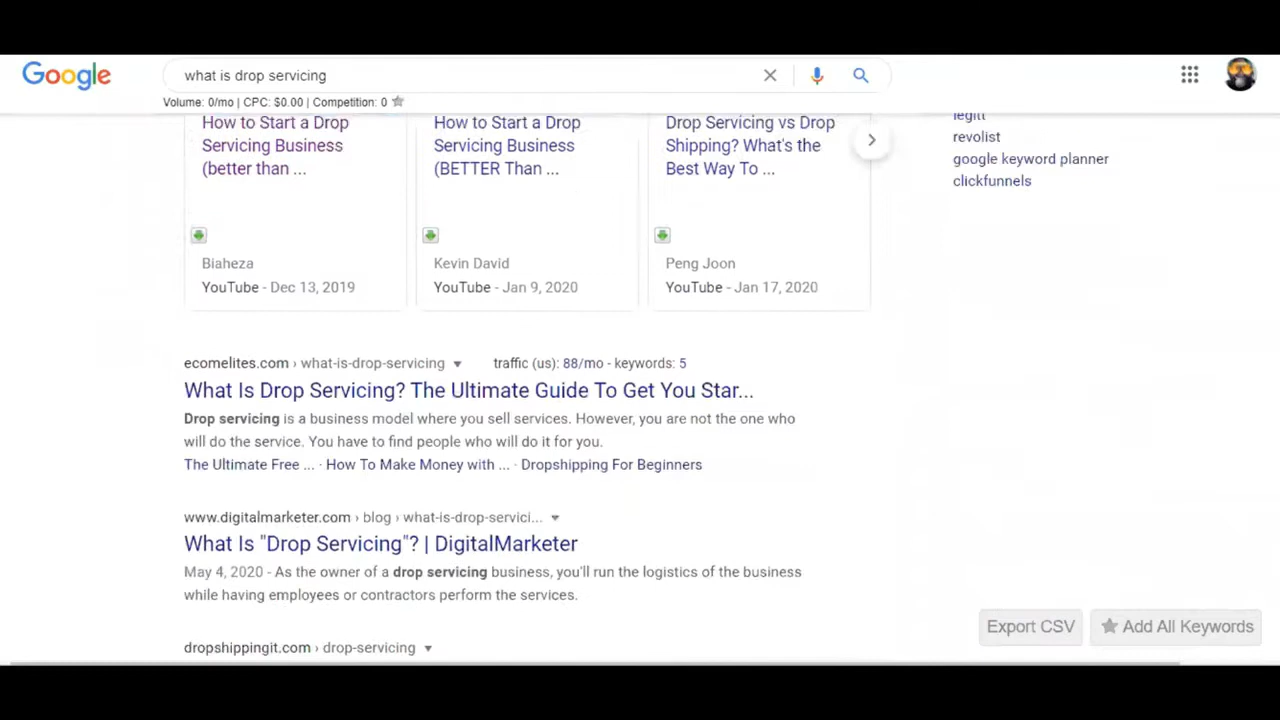 Google
what is drop servicing
Volume: 0/mo | CPC: $0.00 | Competition: 0
How to Start a Drop
Servicing Business
(better than ...
Biaheza
YouTube - Dec 13, 2019
How to Start a Drop
Servicing Business
(BETTER Than ...
Kevin David
YouTube - Jan 9, 2020
Drop Servicing vs Drop
Shipping? What's the
Best Way To ...
Peng Joon
YouTube - Jan 17, 2020
legitt
revolist
google keyword planner
clickfunnels
ecomelites.com › what-is-drop-servicing traffic (us): 88/mo - keywords: 5
What Is Drop Servicing? The Ultimate Guide To Get You Star...
Drop servicing is a business model where you sell services. However, you are not the one who
will do the service. You have to find people who will do it for you.
The Ultimate Free ... · How To Make Money with ... · Dropshipping For Beginners
www.digitalmarketer.com › blog › what-is-drop-servici...
What Is "Drop Servicing"? | DigitalMarketer
May 4, 2020 - As the owner of a drop servicing business, you'll run the logistics of the business
while having employees or contractors perform the services.
dropshippingit.com › drop-servicing
Export CSV
Add All Keywords